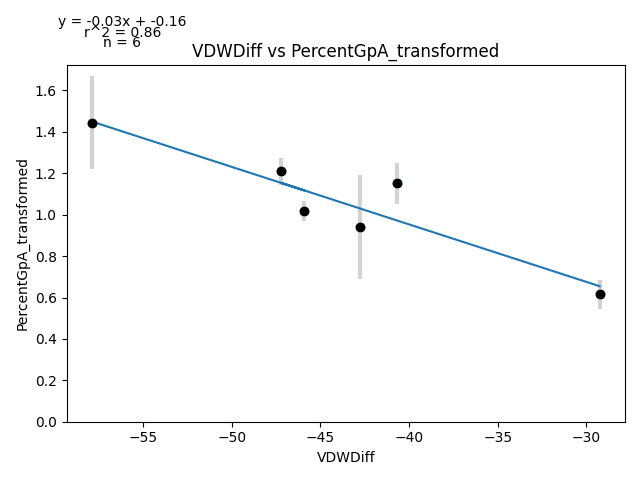 y = -0.03x + -0.16
r^2 = 0.86
n = 6
VDWDiff vs PercentGpA_transformed
PercentGpA_transformed
1.6
1.4
1.2
1.0
0.8
0.6
0.4
0.2
0.0
−55 −50 −45 −40 −35 −30
VDWDiff